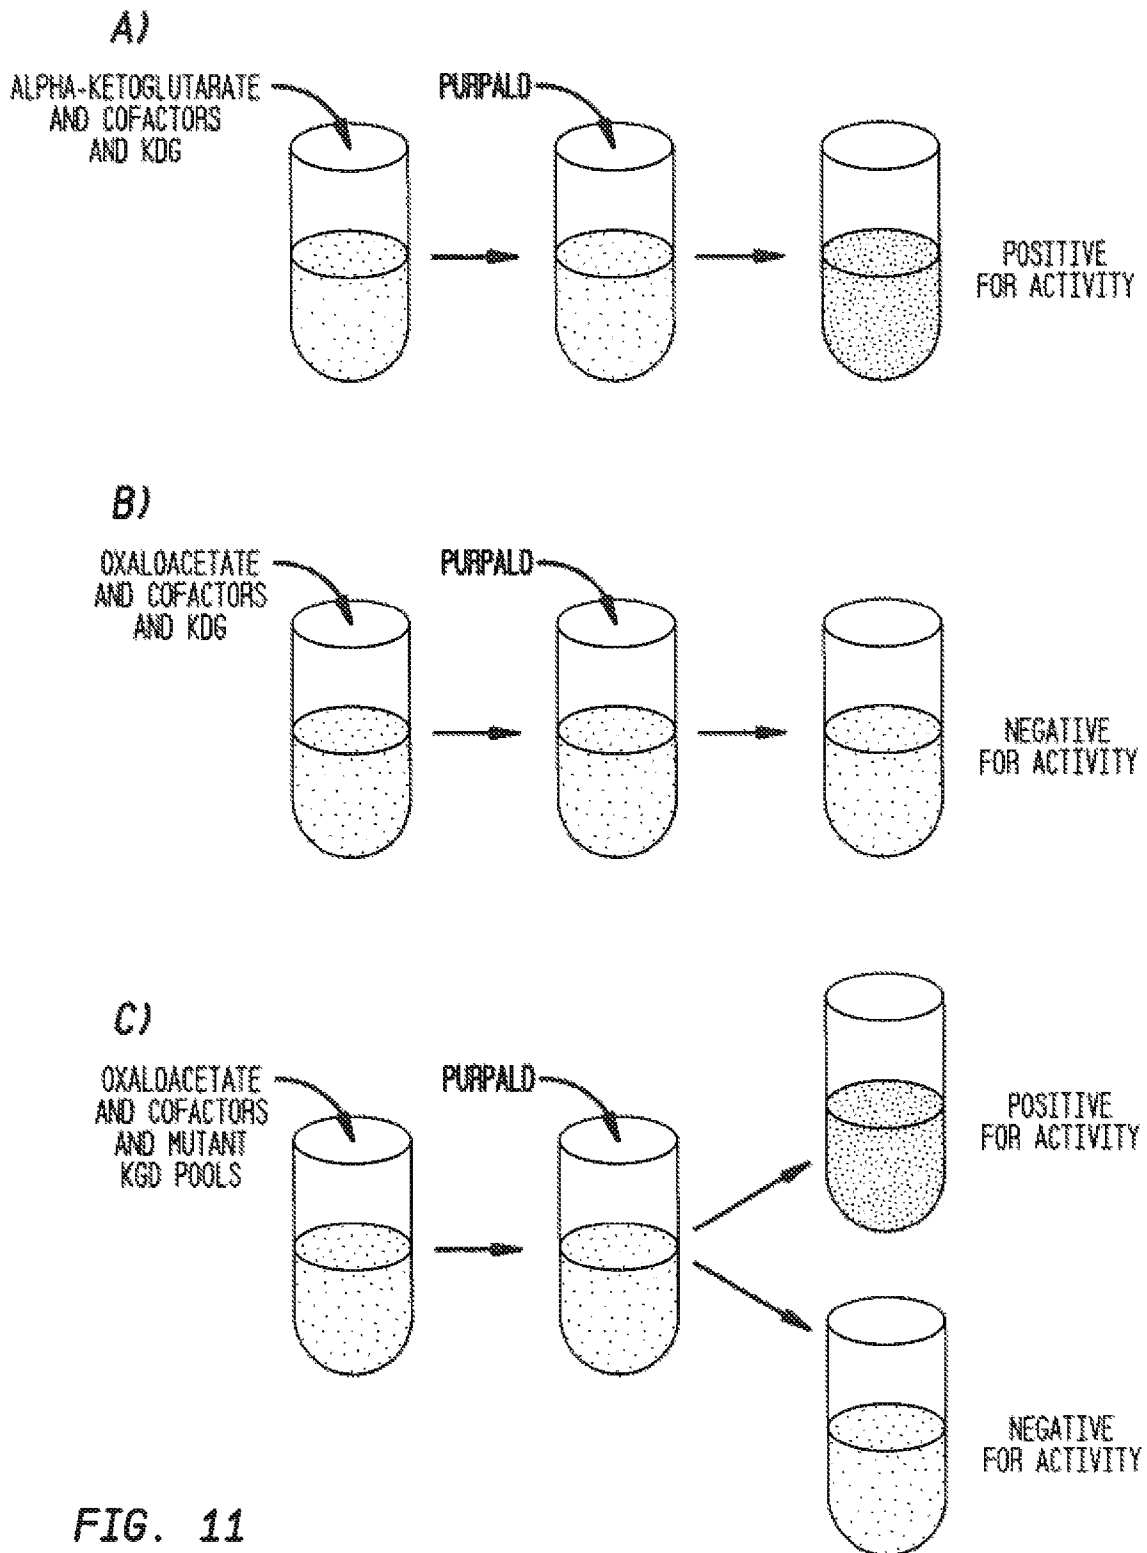 A)
ALPHA-KETOGLUTARATE
AND COFACTORS
AND KDG
PURPALD
POSITIVE
FOR ACTIVITY
B)
OXALOACETATE
AND COFACTORS
AND KDG
PURPALD
NEGATIVE
FOR ACTIVITY
C)
OXALOACETATE
AND COFACTORS
AND MUTANT
KGD POOLS
PURPALD
POSITIVE
FOR ACTIVITY
NEGATIVE
FOR ACTIVITY
FIG. 11